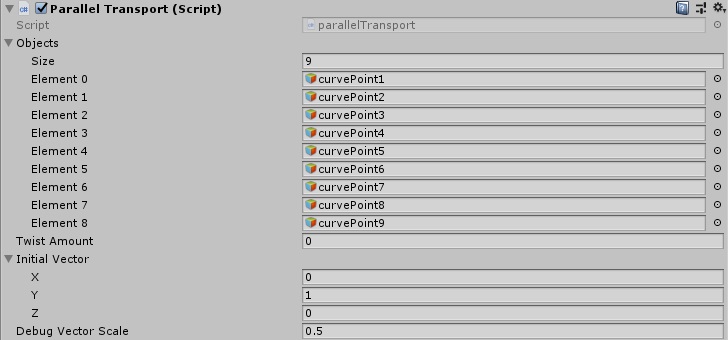 Parallel Transport (Script)
Script parallelTransport
Objects
Size 9
Element 0 curvePoint1
Element 1 curvePoint2
Element 2 curvePoint3
Element 3 curvePoint4
Element 4 curvePoint5
Element 5 curvePoint6
Element 6 curvePoint7
Element 7 curvePoint8
Element 8 curvePoint9
Twist Amount 0
Initial Vector
X 0
Y 1
Z 0
Debug Vector Scale 0.5